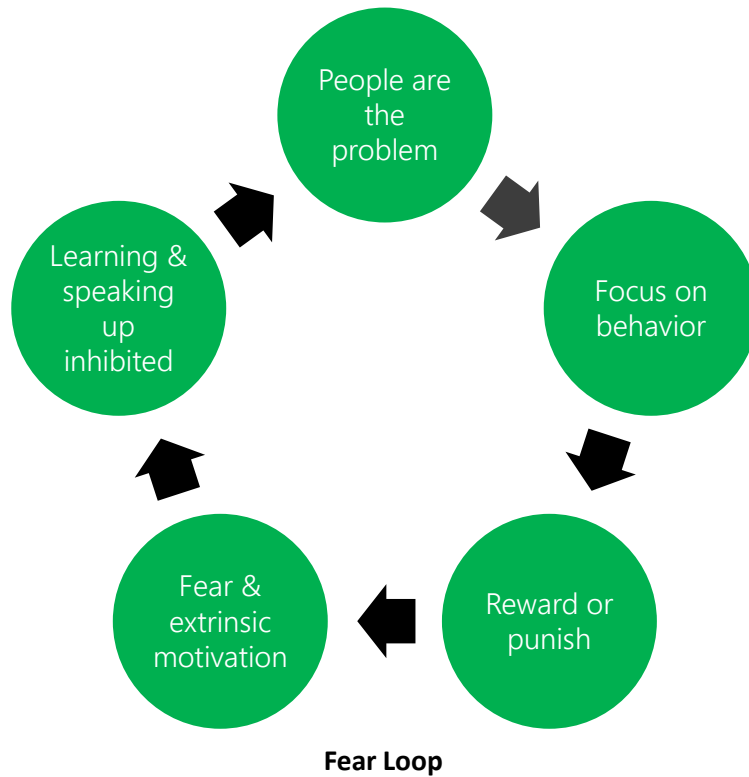 People are
the
problem
Focus on
behavior
Reward or
punish
Fear &
extrinsic
motivation
Learning &
speaking
up
inhibited
Fear Loop